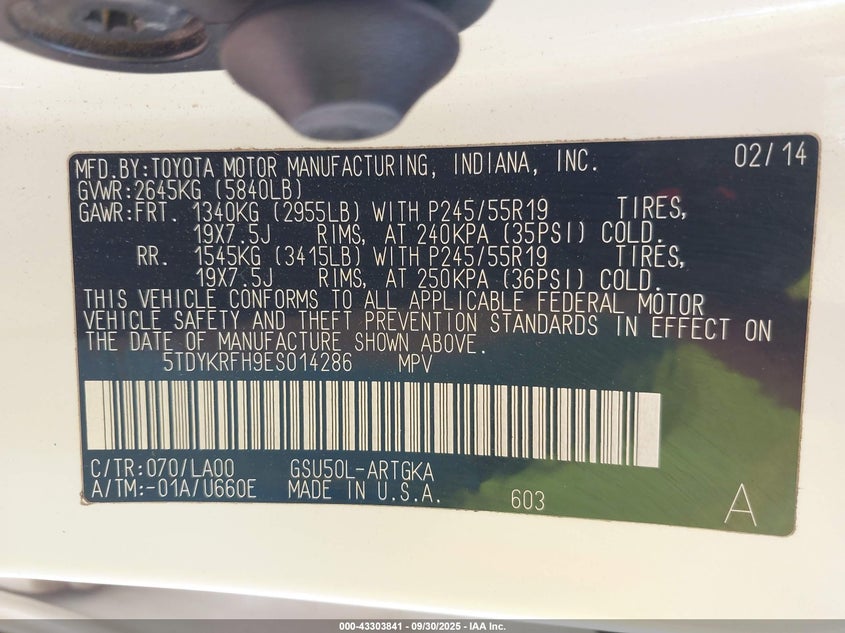 MFD.BY:TOYOTA MOTOR MANUFACTURING, INDIANA, INC. 02/14
GVWR:2645KG (5840LB)
GAWR:FRT. 1340KG (2955LB) WITH P245/55R19 TIRES,
19X7.5J RIMS, AT 240KPA (35PSI) COLD.
RR. 1545KG (3415LB) WITH P245/55R19 TIRES,
19X7.5J RIMS, AT 250KPA (36PSI) COLD.
THIS VEHICLE CONFORMS TO ALL APPLICABLE FEDERAL MOTOR
VEHICLE SAFETY AND THEFT PREVENTION STANDARDS IN EFFECT ON
THE DATE OF MANUFACTURE SHOWN ABOVE.
5TDYKRFH9ES014286 MPV
C/TR:070/LA00 GSU50L-ARTGKA
A/TM:-01A/U660E MADE IN U.S.A. 603 A
000-43303841 - 09/30/2025 - IAA Inc.